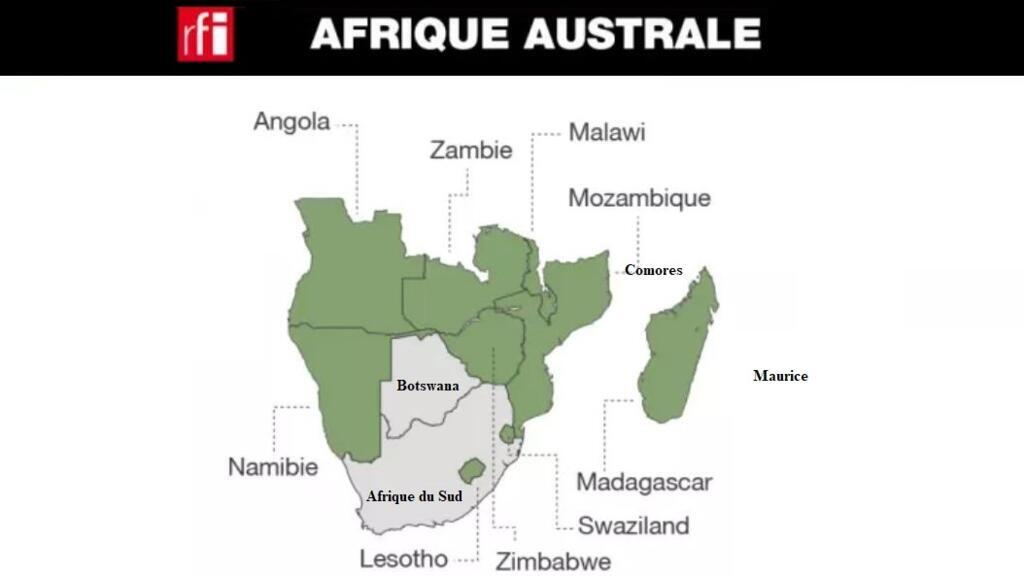 rfi
AFRIQUE AUSTRALE
Angola
Zambie
Malawi
Mozambique
Comores
Maurice
Botswana
Namibie
Afrique du Sud
Madagascar
Swaziland
Lesotho
Zimbabwe